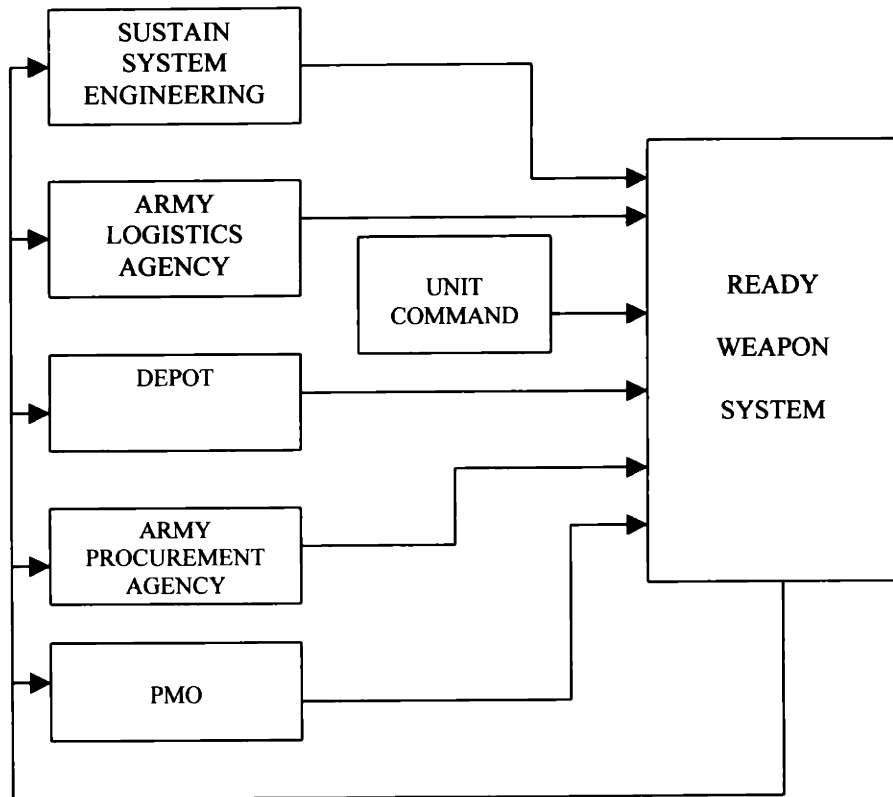 SUSTAIN
SYSTEM
ENGINEERING
ARMY
LOGISTICS
AGENCY
UNIT
COMMAND
DEPOT
ARMY
PROCUREMENT
AGENCY
PMO
READY
WEAPON
SYSTEM